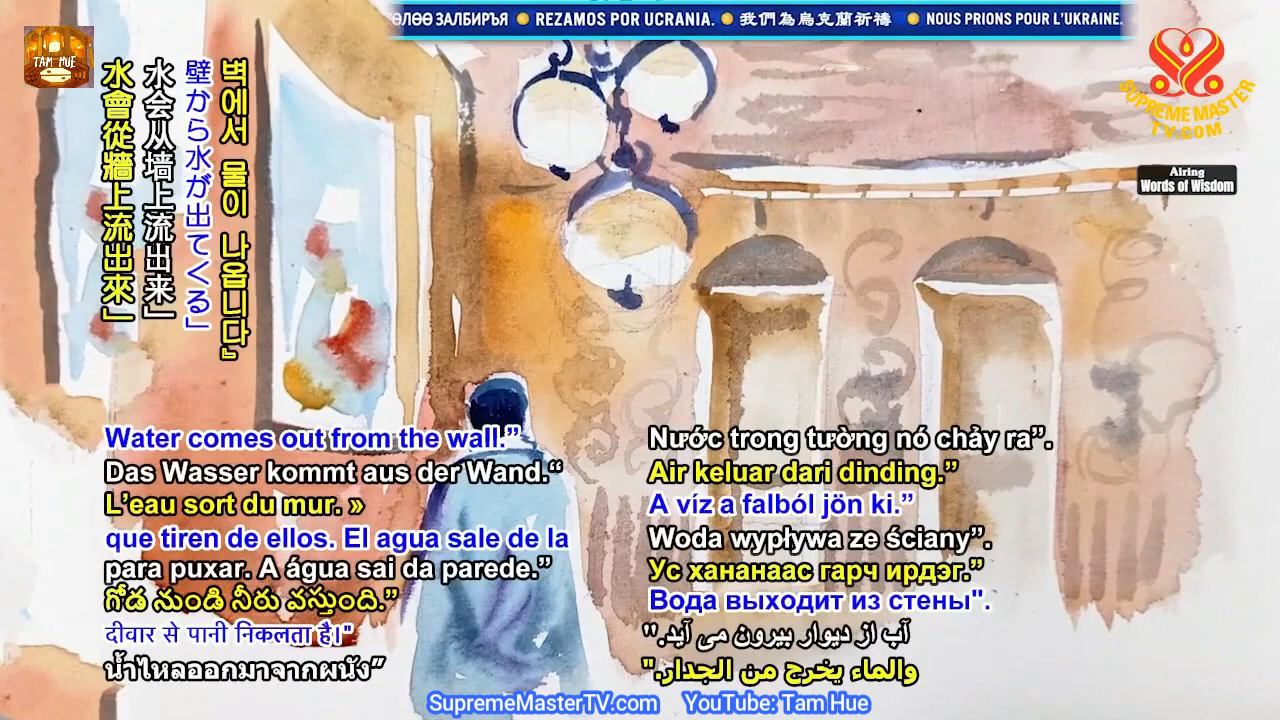 ӨЛӨӨ ЗАЛБИРЪЯ REZAMOS POR UCRANIA. 我們為烏克蘭祈禱 NOUS PRIONS POUR L'UKRAINE.
TAM HUE
SUPREME MASTER
TV.COM
Airing
Words of Wisdom
벽에서 물이 나옵니다』
壁から水が出てくる」
水会从墙上流出来」
水會從牆上流出來」
Water comes out from the wall.”
Das Wasser kommt aus der Wand.“
L’eau sort du mur. »
que tiren de ellos. El agua sale de la
para puxar. A água sai da parede.”
గోడ నుండి నీరు వస్తుంది.”
दीवार से पानी निकलता है।"
น้ำไหลออกมาจากผนัง”
Nước trong tường nó chảy ra”.
Air keluar dari dinding.”
A víz a falból jön ki.”
Woda wypływa ze ściany”.
Ус хананаас гарч ирдэг.”
Вода выходит из стены".
آب از دیوار بیرون می آید."
والماء يخرج من الجدار."
SupremeMasterTV.com YouTube: Tam Hue